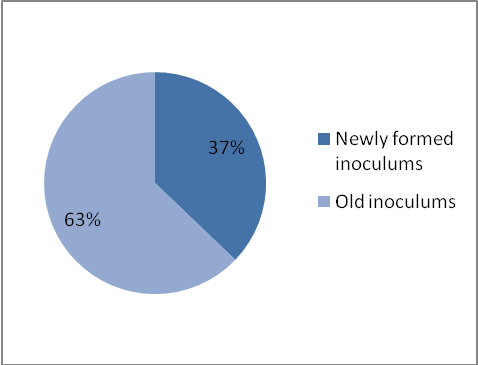 37%
63%
Newly formed
inoculums
Old inoculums